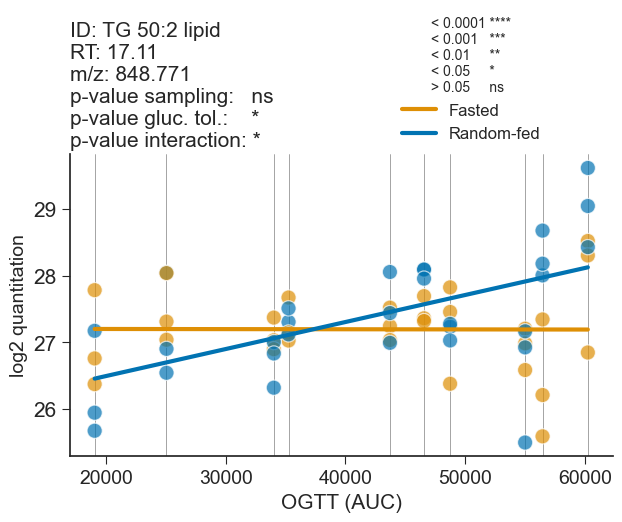 ID: TG 50:2 lipid
RT: 17.11
m/z: 848.771
p-value sampling: ns
p-value gluc. tol.: *
p-value interaction: *
< 0.0001 ****
< 0.001 ***
< 0.01 **
< 0.05 *
> 0.05 ns
Fasted
Random-fed
log2 quantitation
29
28
27
26
20000 30000 40000 50000 60000
OGTT (AUC)